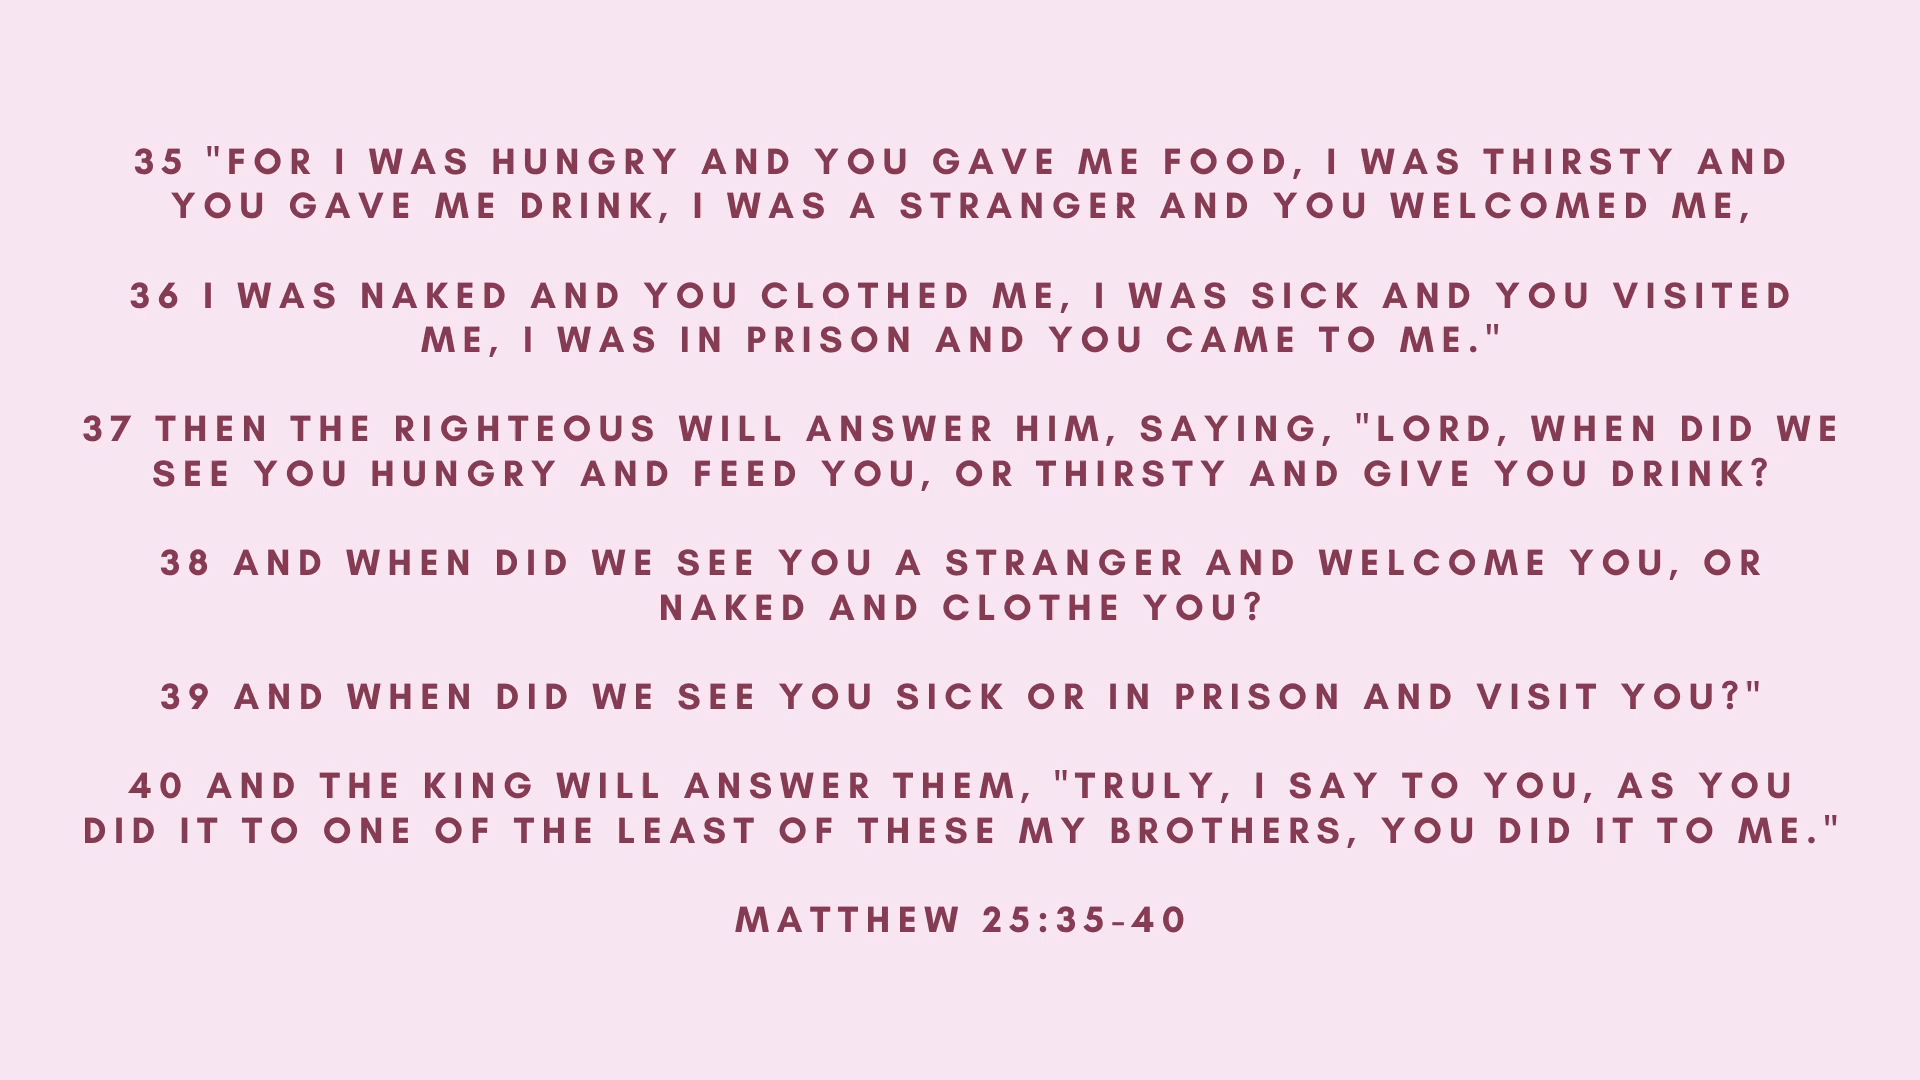 35 "FOR I WAS HUNGRY AND YOU GAVE ME FOOD, I WAS THIRSTY AND
YOU GAVE ME DRINK, I WAS A STRANGER AND YOU WELCOMED ME,
36 I WAS NAKED AND YOU CLOTHED ME, I WAS SICK AND YOU VISITED
ME, I WAS IN PRISON AND YOU CAME TO ME."
37 THEN THE RIGHTEOUS WILL ANSWER HIM, SAYING, "LORD, WHEN DID WE
SEE YOU HUNGRY AND FEED YOU, OR THIRSTY AND GIVE YOU DRINK?
38 AND WHEN DID WE SEE YOU A STRANGER AND WELCOME YOU, OR
NAKED AND CLOTHE YOU?
39 AND WHEN DID WE SEE YOU SICK OR IN PRISON AND VISIT YOU?"
40 AND THE KING WILL ANSWER THEM, "TRULY, I SAY TO YOU, AS YOU
DID IT TO ONE OF THE LEAST OF THESE MY BROTHERS, YOU DID IT TO ME."
MATTHEW 25:35-40